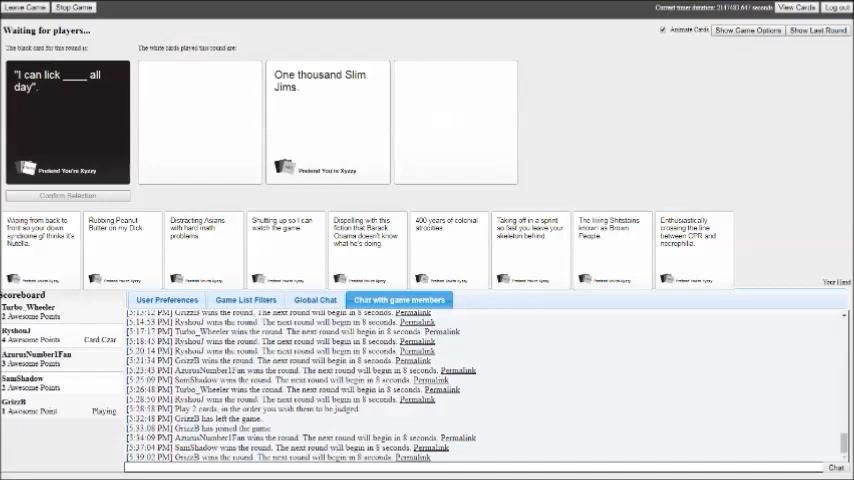 Leave Game Stop Game Current timer duration: 2147483.647 seconds View Cards Log out
Waiting for players... Animate Cards Show Game Options Show Last Round
The black card for this round is: The white cards played this round are:
"I can lick ____ all
day".
Pretend You're Xyzzy
One thousand Slim
Jims.
Pretend You're Xyzzy
Confirm Selection
Wiping from back to
front so your down
syndrome gf thinks it's
Nutella.
Rubbing Peanut
Butter on my Dick.
Distracting Asians
with hard math
problems.
Shutting up so I can
watch the game.
Dispelling with this
fiction that Barack
Obama doesn't know
what he's doing.
400 years of colonial
atrocities.
Taking off in a sprint
so fast you leave your
skeleton behind.
The living Shitstains
known as Brown
People.
Enthusiastically
crossing the line
between CPR and
necrophilia.
Your Hand
Scoreboard
Turbo_Wheeler
2 Awesome Points
RyshouJ
4 Awesome Points Card Czar
AzurusNumber1Fan
3 Awesome Points
SamShadow
2 Awesome Points
GrizzB
1 Awesome Point Playing
User Preferences Game List Filters Global Chat Chat with game members
[5:13:12 PM] GrizzB wins the round. The next round will begin in 8 seconds. Permalink
[5:14:53 PM] RyshouJ wins the round. The next round will begin in 8 seconds. Permalink
[5:17:17 PM] Turbo_Wheeler wins the round. The next round will begin in 8 seconds. Permalink
[5:18:45 PM] RyshouJ wins the round. The next round will begin in 8 seconds. Permalink
[5:20:14 PM] RyshouJ wins the round. The next round will begin in 8 seconds. Permalink
[5:21:34 PM] GrizzB wins the round. The next round will begin in 8 seconds. Permalink
[5:23:43 PM] AzurusNumber1Fan wins the round. The next round will begin in 8 seconds. Permalink
[5:25:09 PM] SamShadow wins the round. The next round will begin in 8 seconds. Permalink
[5:26:48 PM] Turbo_Wheeler wins the round. The next round will begin in 8 seconds. Permalink
[5:28:50 PM] RyshouJ wins the round. The next round will begin in 8 seconds. Permalink
[5:28:58 PM] Play 2 cards, in the order you wish them to be judged.
[5:32:48 PM] GrizzB has left the game.
[5:33:08 PM] GrizzB has joined the game.
[5:34:09 PM] AzurusNumber1Fan wins the round. The next round will begin in 8 seconds. Permalink
[5:37:04 PM] SamShadow wins the round. The next round will begin in 8 seconds. Permalink
[5:39:02 PM] GrizzB wins the round. The next round will begin in 8 seconds. Permalink
Chat